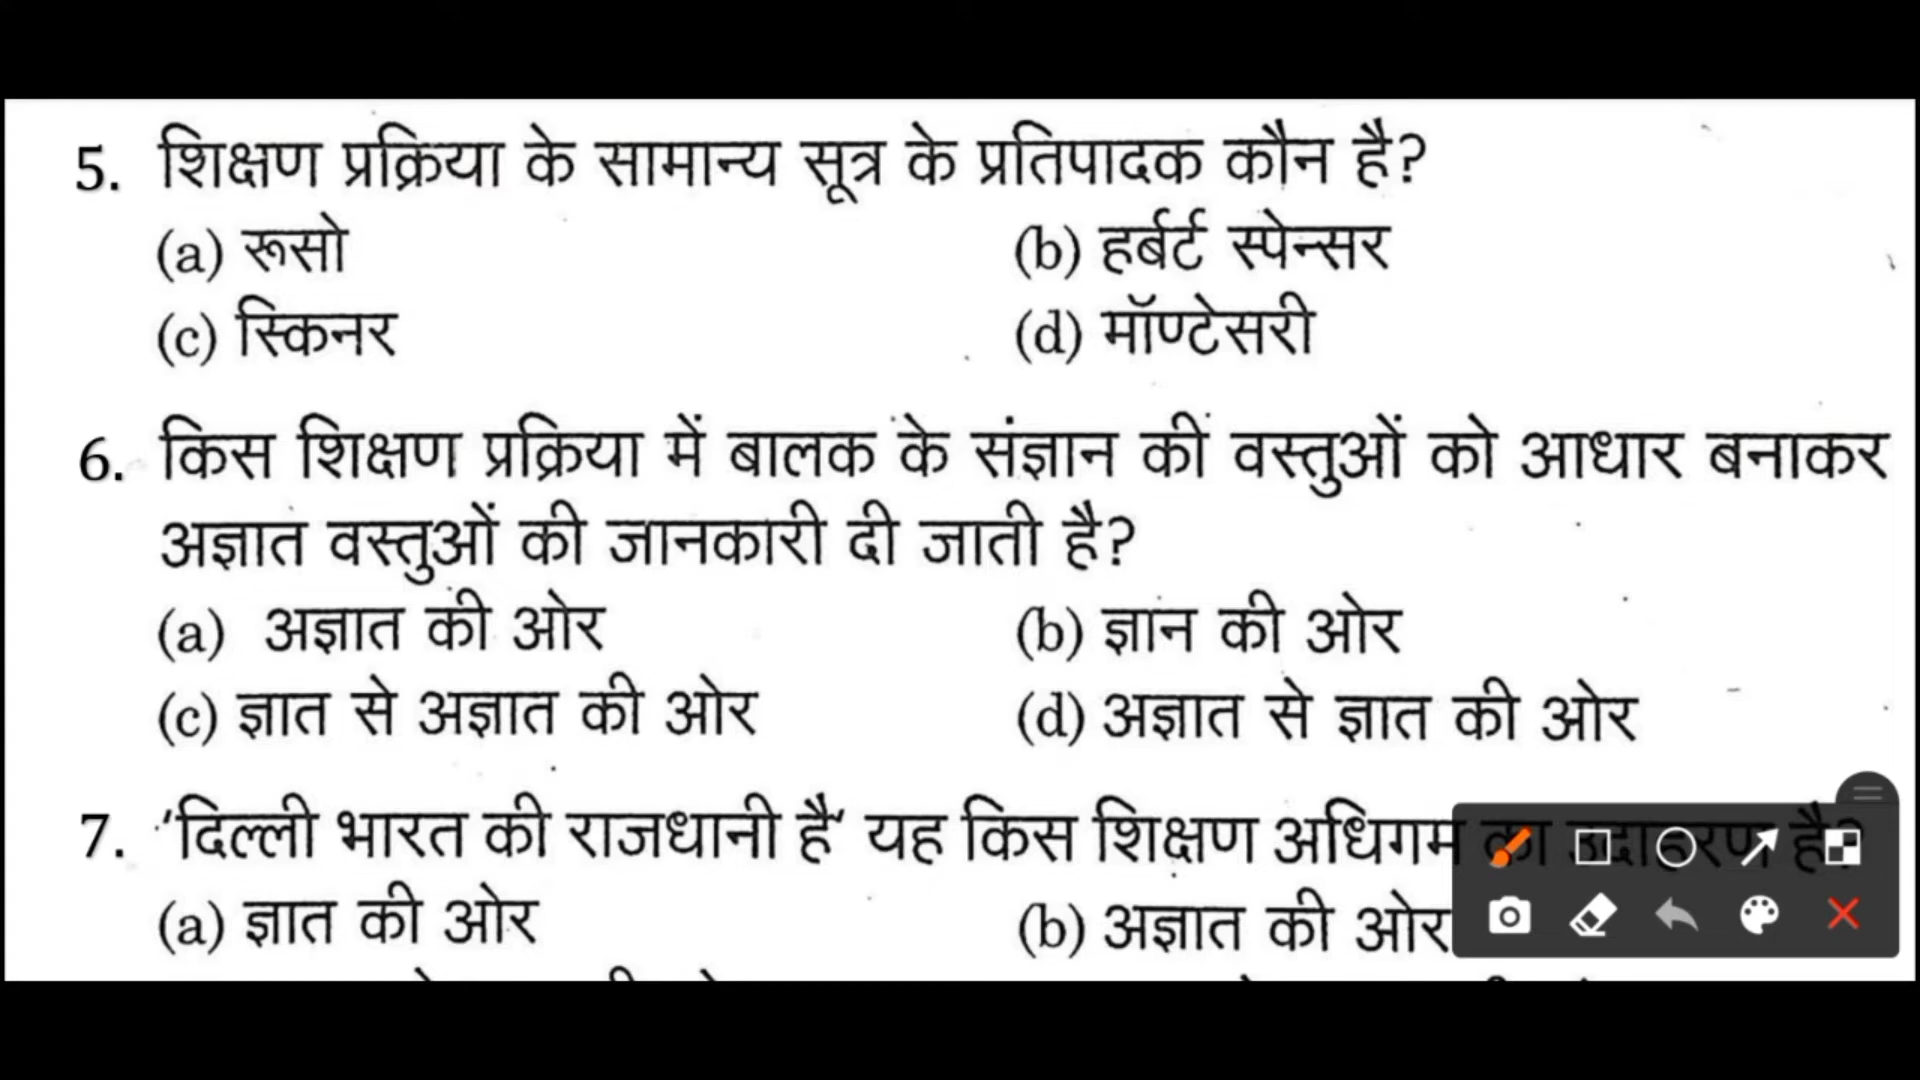 5. शिक्षण प्रक्रिया के सामान्य सूत्र के प्रतिपादक कौन है?
(a) रूसो (b) हर्बर्ट स्पेन्सर
(c) स्किनर (d) मॉण्टेसरी
6. किस शिक्षण प्रक्रिया में बालक के संज्ञान की वस्तुओं को आधार बनाकर
अज्ञात वस्तुओं की जानकारी दी जाती है?
(a) अज्ञात की ओर (b) ज्ञान की ओर
(c) ज्ञात से अज्ञात की ओर (d) अज्ञात से ज्ञात की ओर
7. 'दिल्ली भारत की राजधानी है' यह किस शिक्षण अधिगम का उदाहरण है?
(a) ज्ञात की ओर (b) अज्ञात की ओर